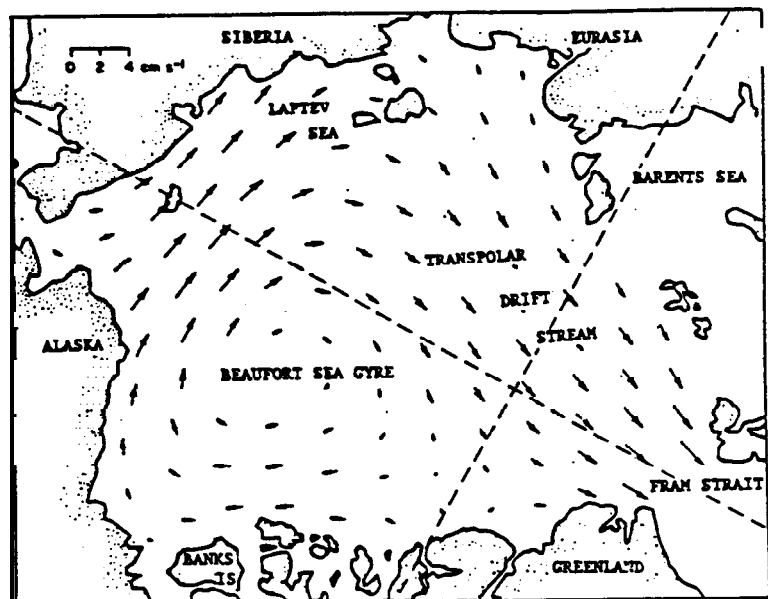 SIBERIA
EURASIA
0 2 4 cm s⁻¹
LAPTEV
SEA
BARENTS SEA
TRANSPOLAR
DRIFT
STREAM
ALASKA
BEAUFORT SEA GYRE
FRAM STRAIT
BANKS
IS
GREENLAND